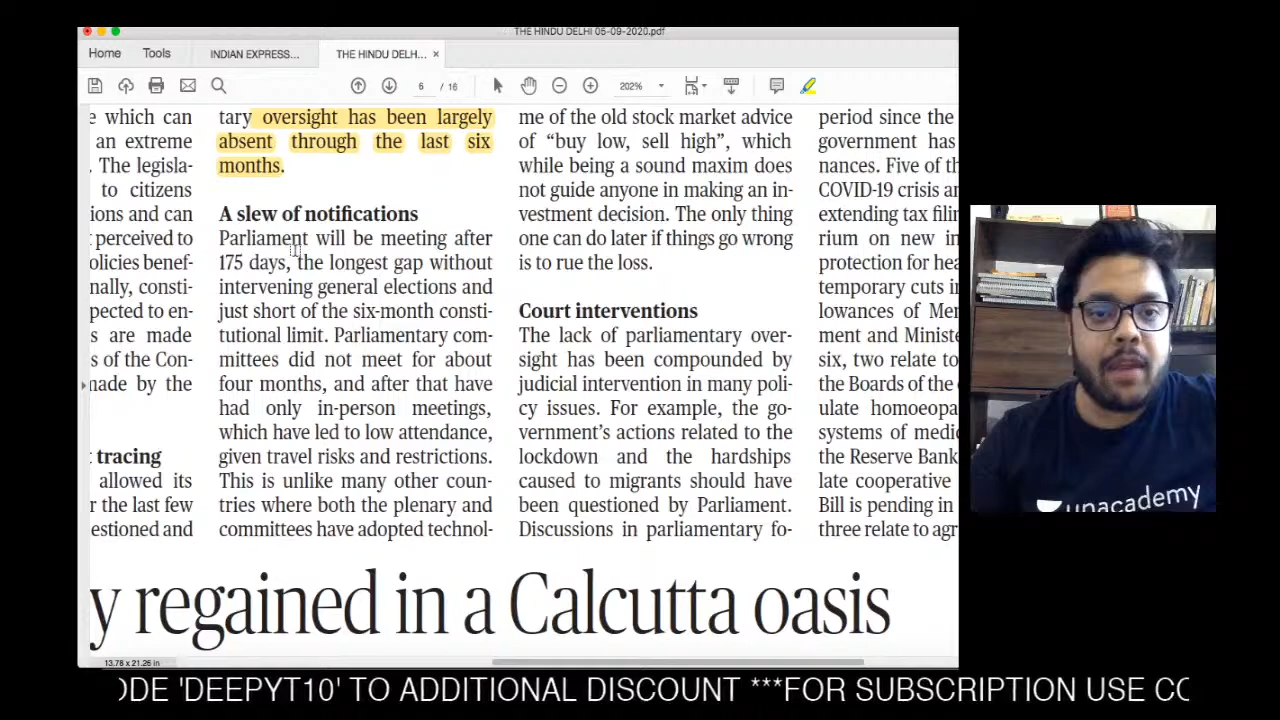 THE HINDU DELHI 05-09-2020.pdf
Home Tools INDIAN EXPRESS... THE HINDU DELH... ×
6 / 16 202%
e which can
an extreme
. The legisla-
to citizens
ions and can
t perceived to
olicies benef-
nally, consti-
pected to en-
s are made
s of the Con-
made by the
t tracing
allowed its
r the last few
estioned and
tary oversight has been largely
absent through the last six
months.
A slew of notifications
Parliament will be meeting after
175 days, the longest gap without
intervening general elections and
just short of the six-month consti-
tutional limit. Parliamentary com-
mittees did not meet for about
four months, and after that have
had only in-person meetings,
which have led to low attendance,
given travel risks and restrictions.
This is unlike many other coun-
tries where both the plenary and
committees have adopted technol-
me of the old stock market advice
of “buy low, sell high”, which
while being a sound maxim does
not guide anyone in making an in-
vestment decision. The only thing
one can do later if things go wrong
is to rue the loss.
Court interventions
The lack of parliamentary over-
sight has been compounded by
judicial intervention in many poli-
cy issues. For example, the go-
vernment’s actions related to the
lockdown and the hardships
caused to migrants should have
been questioned by Parliament.
Discussions in parliamentary fo-
period since the
government has
nances. Five of th
COVID-19 crisis an
extending tax filin
rium on new in
protection for hea
temporary cuts in
lowances of Mem
ment and Ministe
six, two relate to
the Boards of the
ulate homoeopa
systems of medic
the Reserve Bank
late cooperative
Bill is pending in
three relate to agr
y regained in a Calcutta oasis
13.78 x 21.26 in
unacademy
ODE 'DEEPYT10' TO ADDITIONAL DISCOUNT ***FOR SUBSCRIPTION USE CO